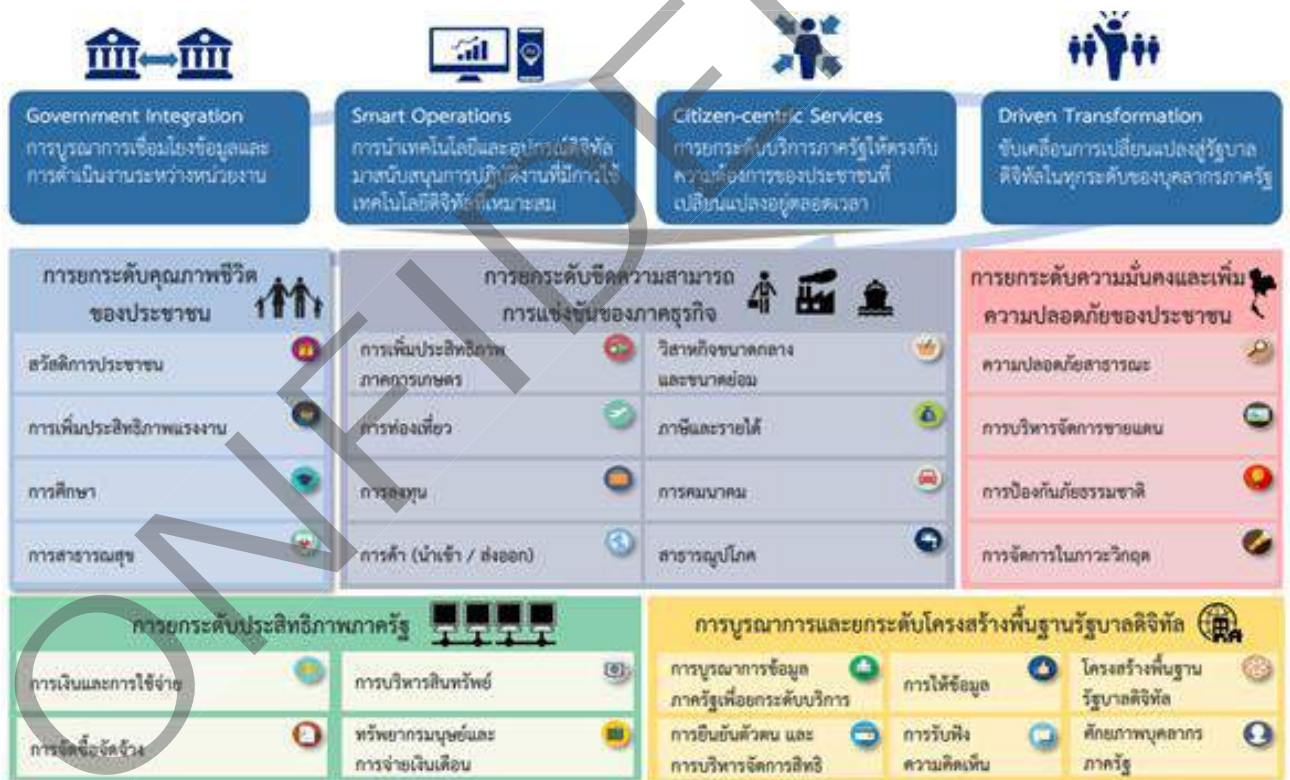 Government Integration
การบูรณาการเชื่อมโยงข้อมูลและ
การดำเนินงานระหว่างหน่วยงาน
Smart Operations
การนำเทคโนโลยีและอุปกรณ์ดิจิทัล
มาสนับสนุนการปฏิบัติงานที่มีการใช้
เทคโนโลยีดิจิทัลที่เหมาะสม
Citizen-centric Services
การยกระดับบริการภาครัฐให้ตรงกับ
ความต้องการของประชาชนที่
เปลี่ยนแปลงอยู่ตลอดเวลา
Driven Transformation
ขับเคลื่อนการเปลี่ยนแปลงสู่รัฐบาล
ดิจิทัลในทุกระดับของบุคลากรภาครัฐ
การยกระดับคุณภาพชีวิต
ของประชาชน
สวัสดิการประชาชน
การเพิ่มประสิทธิภาพแรงงาน
การศึกษา
การสาธารณสุข
การยกระดับขีดความสามารถ
การแข่งขันของภาคธุรกิจ
การเพิ่มประสิทธิภาพ
ภาคการเกษตร
การท่องเที่ยว
การลงทุน
การค้า (นำเข้า / ส่งออก)
วิสาหกิจขนาดกลาง
และขนาดย่อม
ภาษีและรายได้
การคมนาคม
สาธารณูปโภค
การยกระดับความมั่นคงและเพิ่ม
ความปลอดภัยของประชาชน
ความปลอดภัยสาธารณะ
การบริหารจัดการชายแดน
การป้องกันภัยธรรมชาติ
การจัดการในภาวะวิกฤต
การยกระดับประสิทธิภาพภาครัฐ
การเงินและการใช้จ่าย
การจัดซื้อจัดจ้าง
การบริหารสินทรัพย์
ทรัพยากรมนุษย์และ
การจ่ายเงินเดือน
การบูรณาการและยกระดับโครงสร้างพื้นฐานรัฐบาลดิจิทัล
การบูรณาการข้อมูล
ภาครัฐเพื่อยกระดับบริการ
การยืนยันตัวตน และ
การบริหารจัดการสิทธิ
การให้ข้อมูล
การรับฟัง
ความคิดเห็น
โครงสร้างพื้นฐาน
รัฐบาลดิจิทัล
ศักยภาพบุคลากร
ภาครัฐ